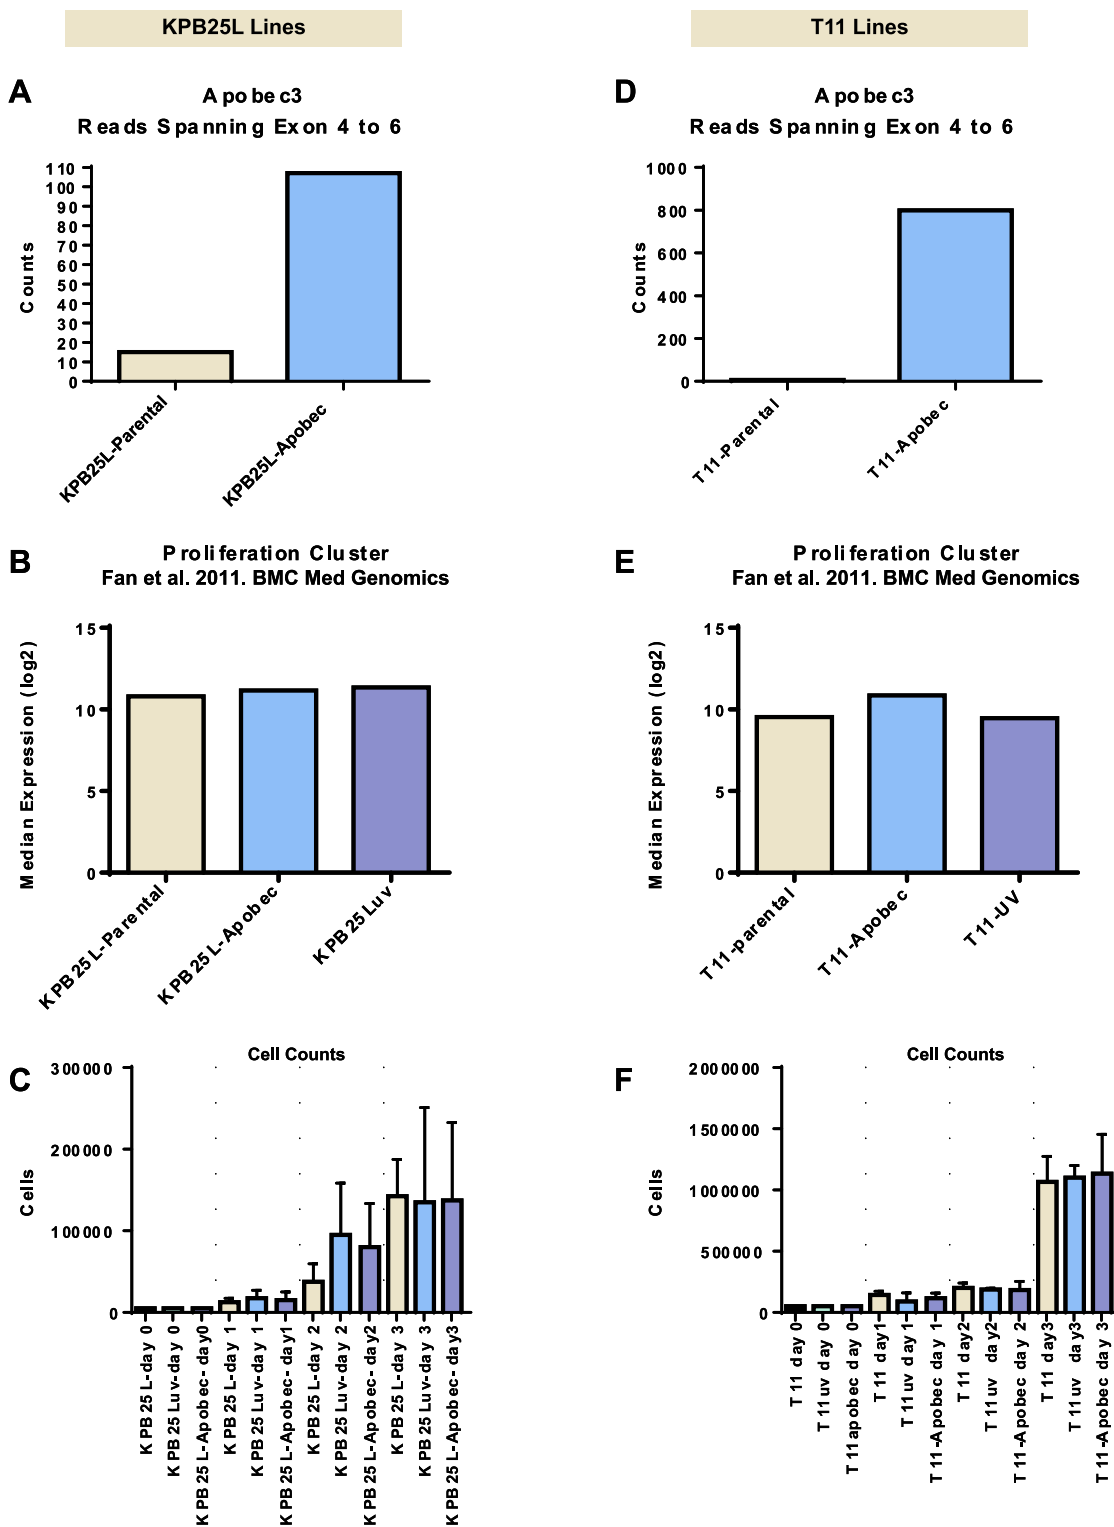 KPB25L Lines
A
Apobec3
Reads Spanning Exon 4 to 6
Counts
110
100
90
80
70
60
50
40
30
20
10
0
KPB25L-Parental
KPB25L-Apobec
B
Proliferation Cluster
Fan et al. 2011. BMC Med Genomics
Median Expression (log2)
15
10
5
0
KPB25L-Parental
KPB25L-Apobec
KPB25Luv
C
Cell Counts
Cells
300000
200000
100000
0
KPB25L-day 0
KPB25Luv-day 0
KPB25L-Apobec-day0
KPB25L-day 1
KPB25Luv-day 1
KPB25L-Apobec-day1
KPB25L-day 2
KPB25Luv-day 2
KPB25L-Apobec-day2
KPB25L-day 3
KPB25Luv-day 3
KPB25L-Apobec-day3
T11 Lines
D
Apobec3
Reads Spanning Exon 4 to 6
Counts
1000
800
600
400
200
0
T11-Parental
T11-Apobec
E
Proliferation Cluster
Fan et al. 2011. BMC Med Genomics
Median Expression (log2)
15
10
5
0
T11-parental
T11-Apobec
T11-UV
F
Cell Counts
Cells
2000000
1500000
1000000
500000
0
T11 day 0
T11uv day 0
T11apobec day 0
T11 day1
T11uv day 1
T11-Apobec day 1
T11 day2
T11uv day2
T11-Apobec day 2
T11 day3
T11uv day3
T11-Apobec day 3